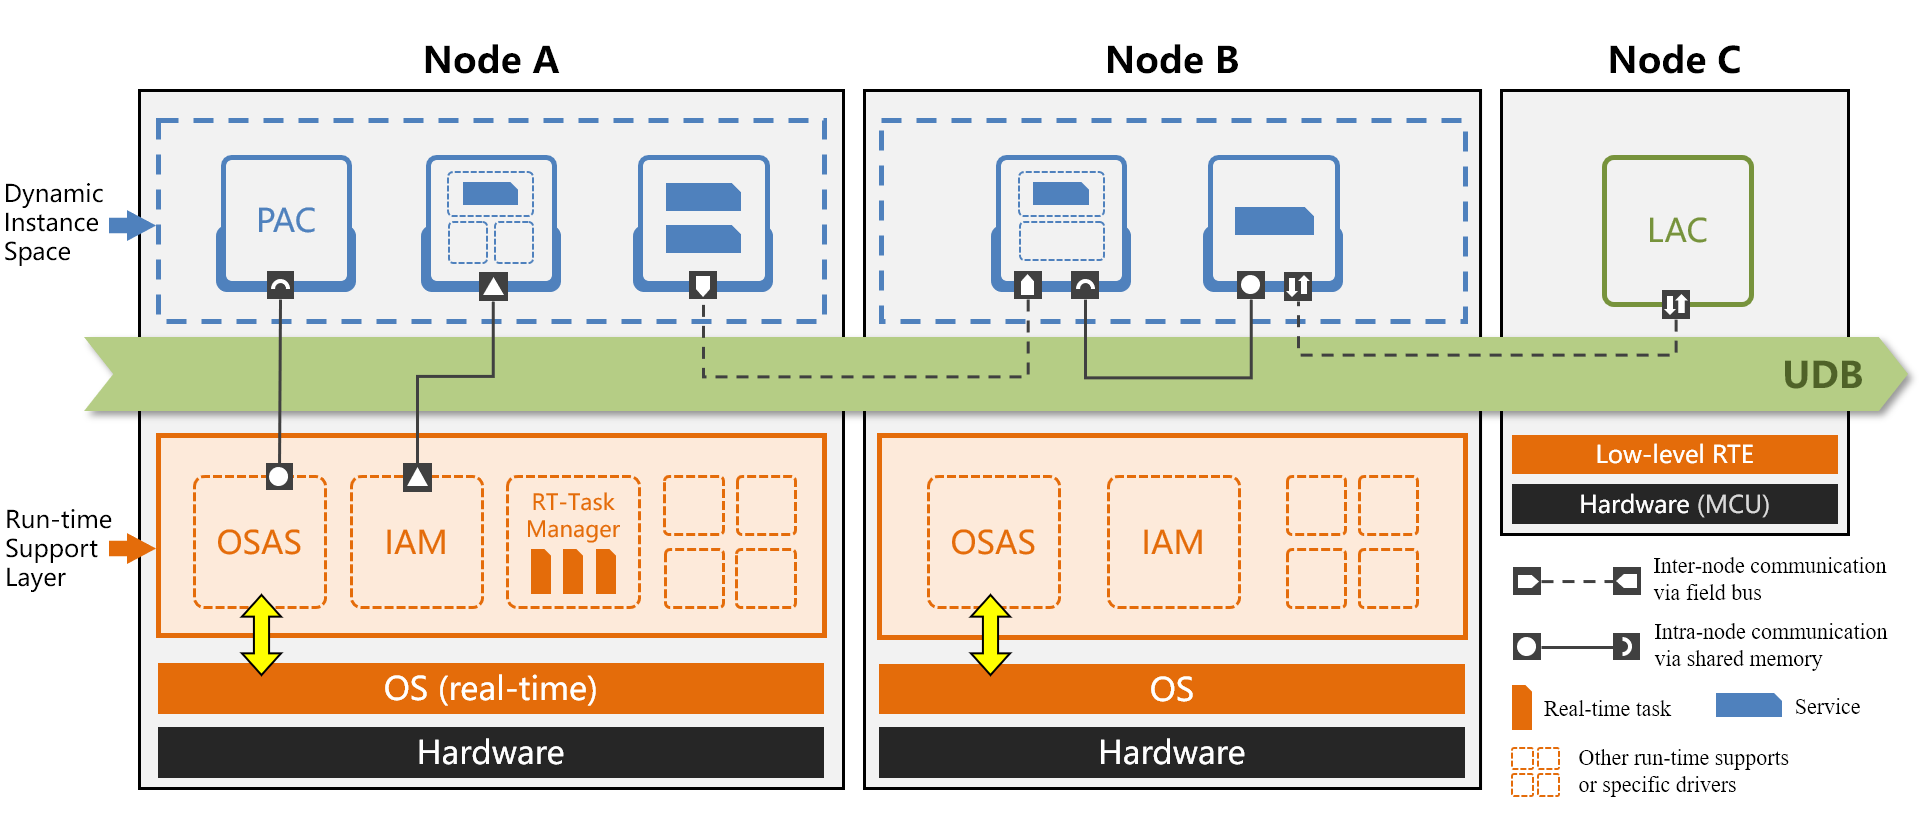 Node A
Node B
Node C
Dynamic
Instance
Space
PAC
LAC
UDB
Run-time
Support
Layer
OSAS
IAM
RT-Task
Manager
OS (real-time)
Hardware
OSAS
IAM
OS
Hardware
Low-level RTE
Hardware (MCU)
Inter-node communication
via field bus
Intra-node communication
via shared memory
Real-time task
Service
Other run-time supports
or specific drivers